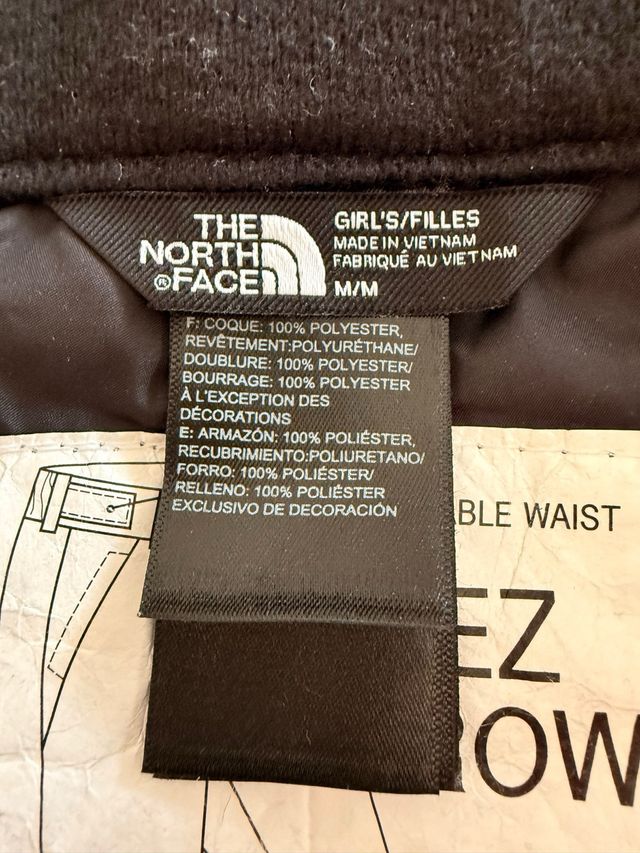 THE
NORTH
®FACE
GIRL'S/FILLES
MADE IN VIETNAM
FABRIQUÉ AU VIETNAM
M/M
F: COQUE: 100% POLYESTER,
REVÊTEMENT:POLYURÉTHANE/
DOUBLURE: 100% POLYESTER/
BOURRAGE: 100% POLYESTER
À L'EXCEPTION DES
DÉCORATIONS
E: ARMAZÓN: 100% POLIÉSTER,
RECUBRIMIENTO:POLIURETANO/
FORRO: 100% POLIÉSTER/
RELLENO: 100% POLIÉSTER
EXCLUSIVO DE DECORACIÓN
ABLE WAIST
EZ
ROW